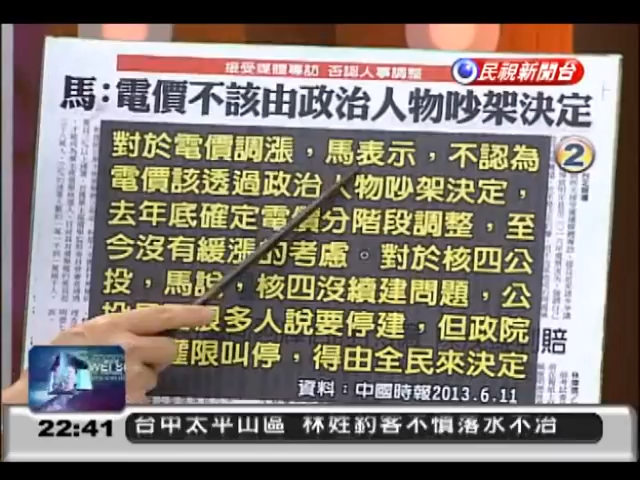 接受媒體專訪 否認人事調整
民視新聞台
馬：電價不該由政治人物吵架決定
對於電價調漲，馬表示，不認為
2
電價該透過政治人物吵架決定，
去年底確定電價分階段調整，至
今沒有緩漲的考慮。對於核四公
投，馬說，核四沒續建問題，公
很多人說要停建，但政院
權限叫停，得由全民來決定
賠
資料：中國時報2013.6.11
22:41
台中太平山區 林姓釣客不慎落水不治